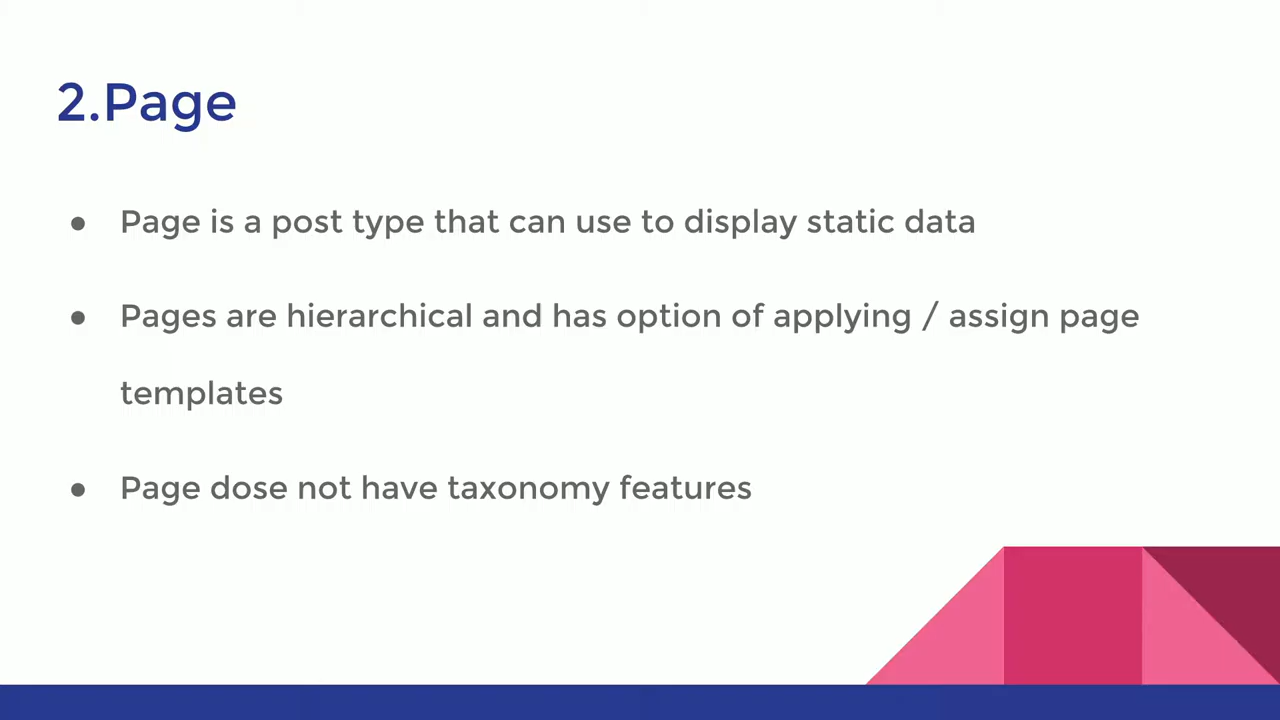 2.Page
● Page is a post type that can use to display static data
● Pages are hierarchical and has option of applying / assign page
templates
● Page dose not have taxonomy features